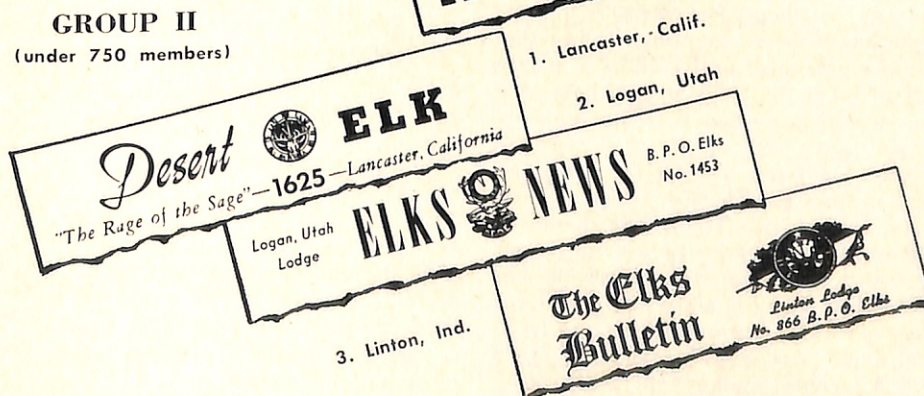 GROUP II
(under 750 members)
1. Lancaster, Calif.
2. Logan, Utah
Desert ELK
"The Rage of the Sage"—1625—Lancaster, California
Logan, Utah
Lodge
ELKS NEWS
B. P. O. Elks
No. 1453
The Elks
Bulletin
Linton Lodge
No. 866 B. P. O. Elks
3. Linton, Ind.